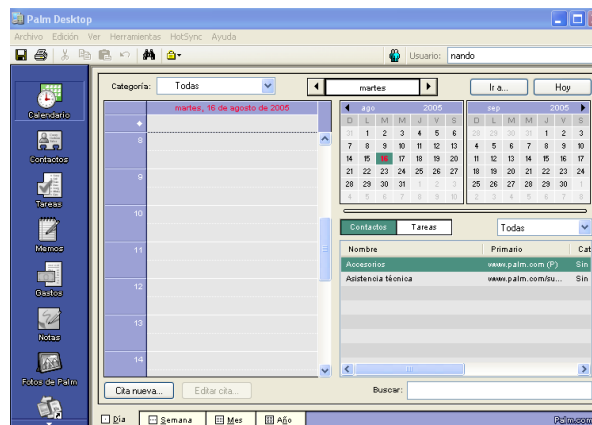 Palm Desktop
Archivo Edición Ver Herramientas HotSync Ayuda
Usuario: nando
Calendario
Contactos
Tareas
Memos
Gastos
Notas
Fotos de Palm
Categoría: Todas martes Ir a... Hoy
martes, 16 de agosto de 2005
8
9
10
11
12
13
14
ago 2005
D L M M J V S
31 1 2 3 4 5 6
7 8 9 10 11 12 13
14 15 16 17 18 19 20
21 22 23 24 25 26 27
28 29 30 31 1 2 3
4 5 6 7 8 9 10
sep 2005
D L M M J V S
28 29 30 31 1 2 3
4 5 6 7 8 9 10
11 12 13 14 15 16 17
18 19 20 21 22 23 24
25 26 27 28 29 30 1
2 3 4 5 6 7 8
Contactos Tareas Todas
Nombre Primario Cat
Accesorios www.palm.com (P) Sin
Asistencia técnica www.palm.com/su... Sin
Cita nueva... Editar cita... Buscar:
Día Semana Mes Año Palm.com